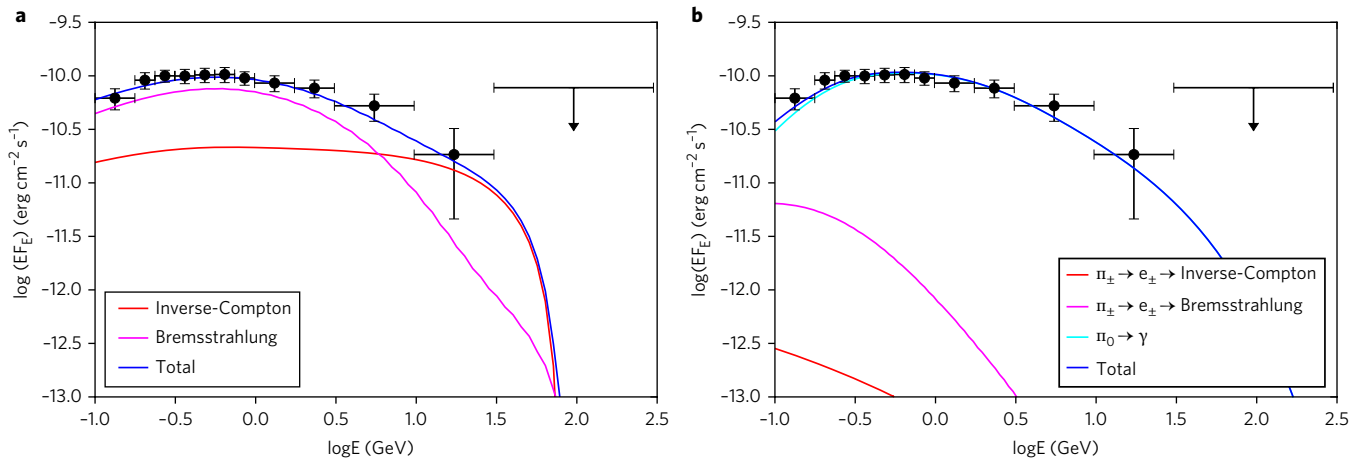 a
−9.5
−10.0
−10.5
−11.0
−11.5
−12.0
−12.5
−13.0
log (EF_E) (erg cm⁻² s⁻¹)
Inverse-Compton
Bremsstrahlung
Total
−1.0 −0.5 0.0 0.5 1.0 1.5 2.0 2.5
logE (GeV)
b
−9.5
−10.0
−10.5
−11.0
−11.5
−12.0
−12.5
−13.0
log(EF_E) (erg cm⁻² s⁻¹)
π± → e± → Inverse-Compton
π± → e± → Bremsstrahlung
π₀ → γ
Total
−1.0 −0.5 0.0 0.5 1.0 1.5 2.0 2.5
logE (GeV)